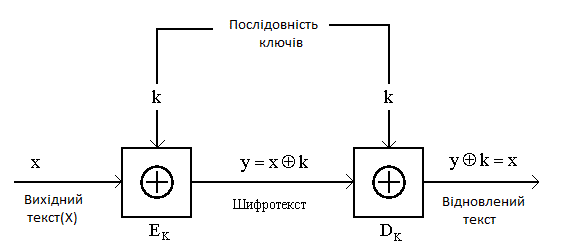 Послідовність
ключів
k
k
x
y = x ⊕ k
y ⊕ k = x
Вихідний
текст(X)
Шифротекст
Відновлений
текст
E_K
D_K